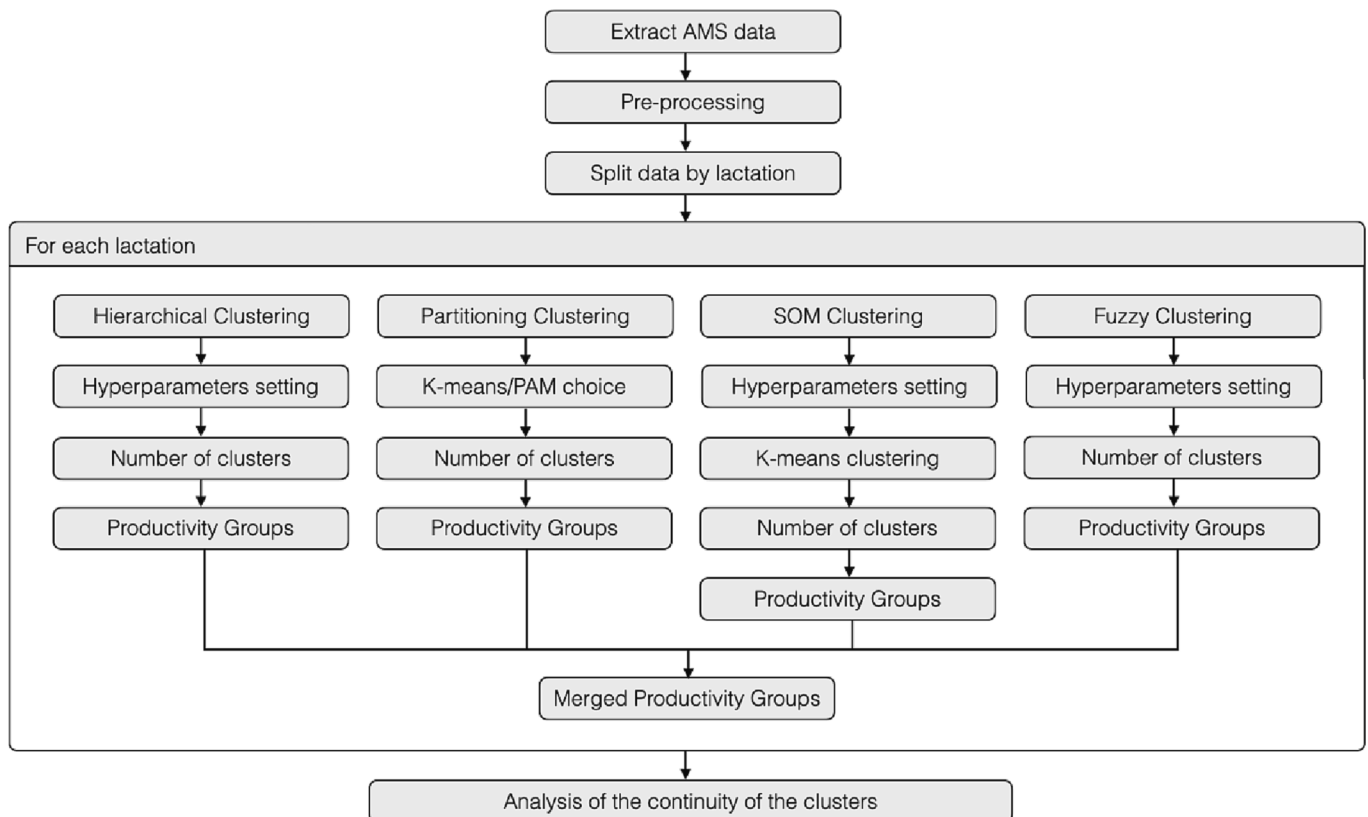 Extract AMS data
Pre-processing
Split data by lactation
For each lactation
Hierarchical Clustering
Hyperparameters setting
Number of clusters
Productivity Groups
Partitioning Clustering
K-means/PAM choice
Number of clusters
Productivity Groups
SOM Clustering
Hyperparameters setting
K-means clustering
Number of clusters
Productivity Groups
Fuzzy Clustering
Hyperparameters setting
Number of clusters
Productivity Groups
Merged Productivity Groups
Analysis of the continuity of the clusters